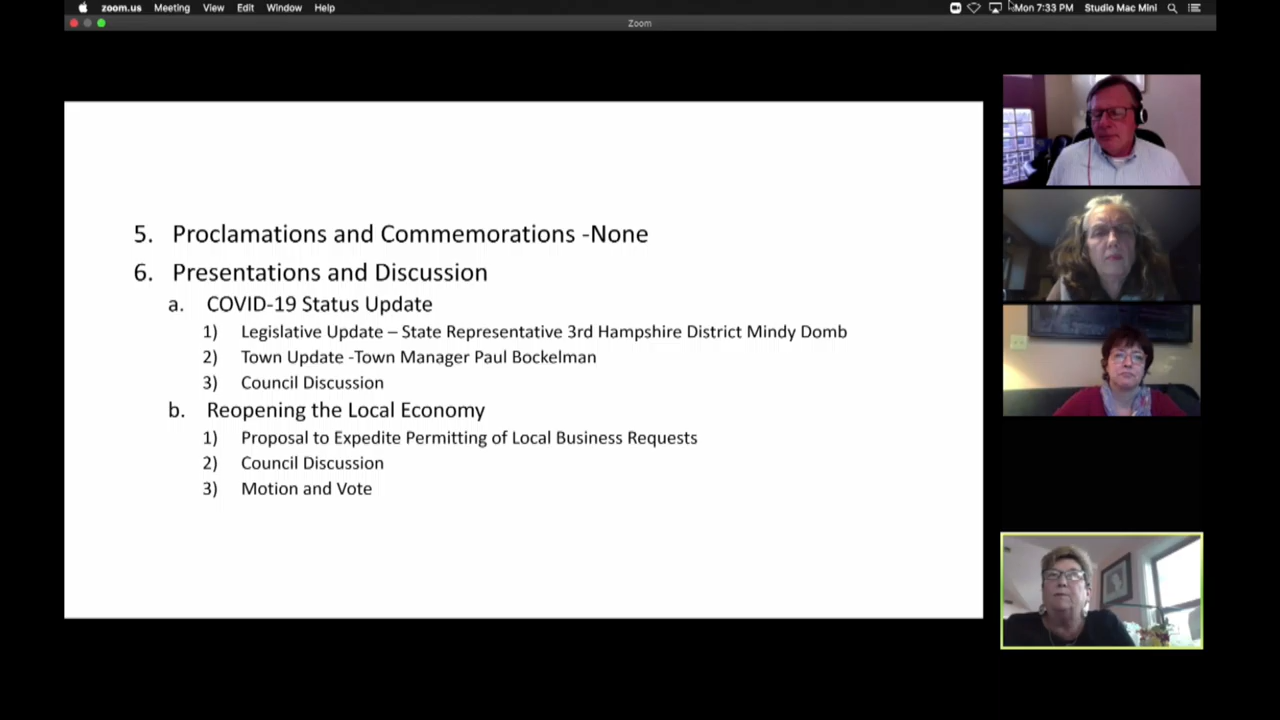 zoom.us Meeting View Edit Window Help Mon 7:33 PM Studio Mac Mini
Zoom
5. Proclamations and Commemorations -None
6. Presentations and Discussion
a. COVID-19 Status Update
1) Legislative Update – State Representative 3rd Hampshire District Mindy Domb
2) Town Update -Town Manager Paul Bockelman
3) Council Discussion
b. Reopening the Local Economy
1) Proposal to Expedite Permitting of Local Business Requests
2) Council Discussion
3) Motion and Vote